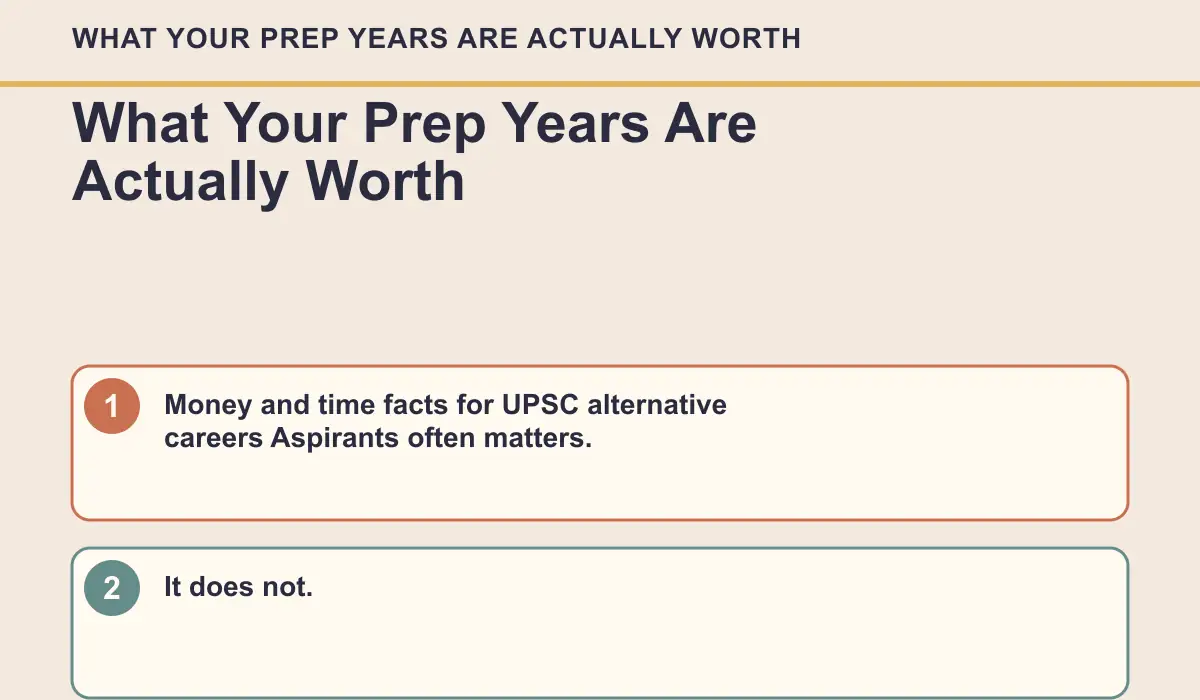 WHAT YOUR PREP YEARS ARE ACTUALLY WORTH
What Your Prep Years Are
Actually Worth
1
Money and time facts for UPSC alternative
careers Aspirants often matters.
2
It does not.